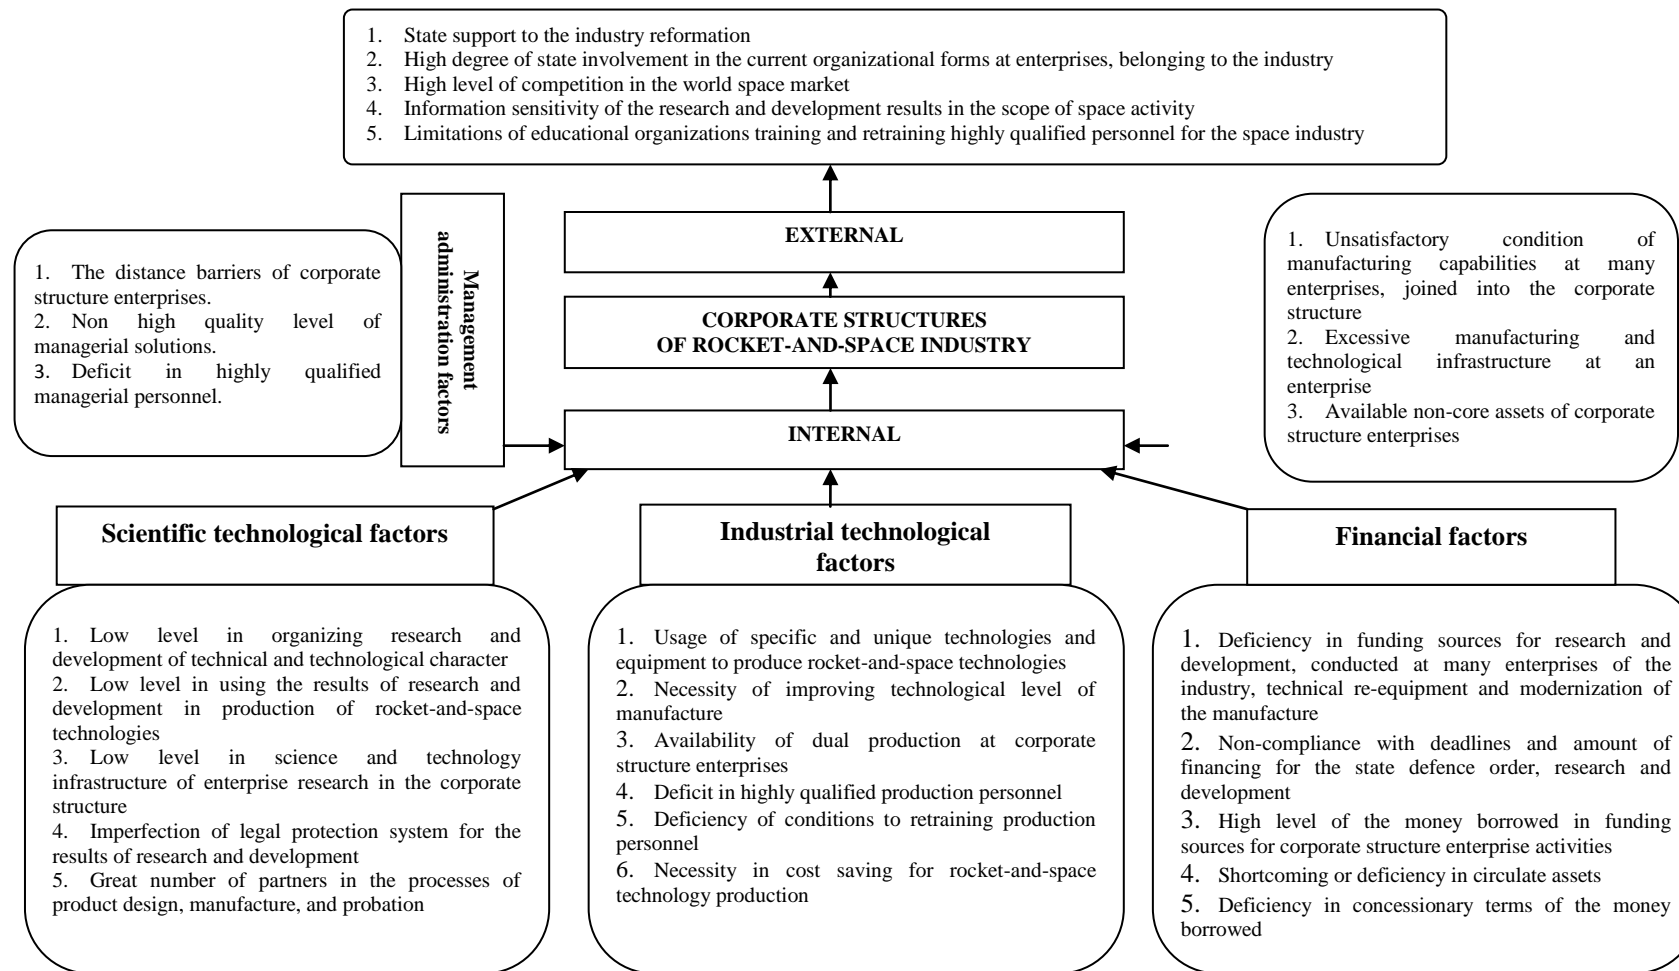 1. State support to the industry reformation
2. High degree of state involvement in the current organizational forms at enterprises, belonging to the industry
3. High level of competition in the world space market
4. Information sensitivity of the research and development results in the scope of space activity
5. Limitations of educational organizations training and retraining highly qualified personnel for the space industry
Management
administration factors
EXTERNAL
CORPORATE STRUCTURES
OF ROCKET-AND-SPACE INDUSTRY
INTERNAL
1. The distance barriers of corporate
structure enterprises.
2. Non high quality level of
managerial solutions.
3. Deficit in highly qualified
managerial personnel.
1. Unsatisfactory condition of
manufacturing capabilities at many
enterprises, joined into the corporate
structure
2. Excessive manufacturing and
technological infrastructure at an
enterprise
3. Available non-core assets of corporate
structure enterprises
Scientific technological factors
1. Low level in organizing research and
development of technical and technological character
2. Low level in using the results of research and
development in production of rocket-and-space
technologies
3. Low level in science and technology
infrastructure of enterprise research in the corporate
structure
4. Imperfection of legal protection system for the
results of research and development
5. Great number of partners in the processes of
product design, manufacture, and probation
Industrial technological
factors
1. Usage of specific and unique technologies and
equipment to produce rocket-and-space technologies
2. Necessity of improving technological level of
manufacture
3. Availability of dual production at corporate
structure enterprises
4. Deficit in highly qualified production personnel
5. Deficiency of conditions to retraining production
personnel
6. Necessity in cost saving for rocket-and-space
technology production
Financial factors
1. Deficiency in funding sources for research and
development, conducted at many enterprises of the
industry, technical re-equipment and modernization of
the manufacture
2. Non-compliance with deadlines and amount of
financing for the state defence order, research and
development
3. High level of the money borrowed in funding
sources for corporate structure enterprise activities
4. Shortcoming or deficiency in circulate assets
5. Deficiency in concessionary terms of the money
borrowed